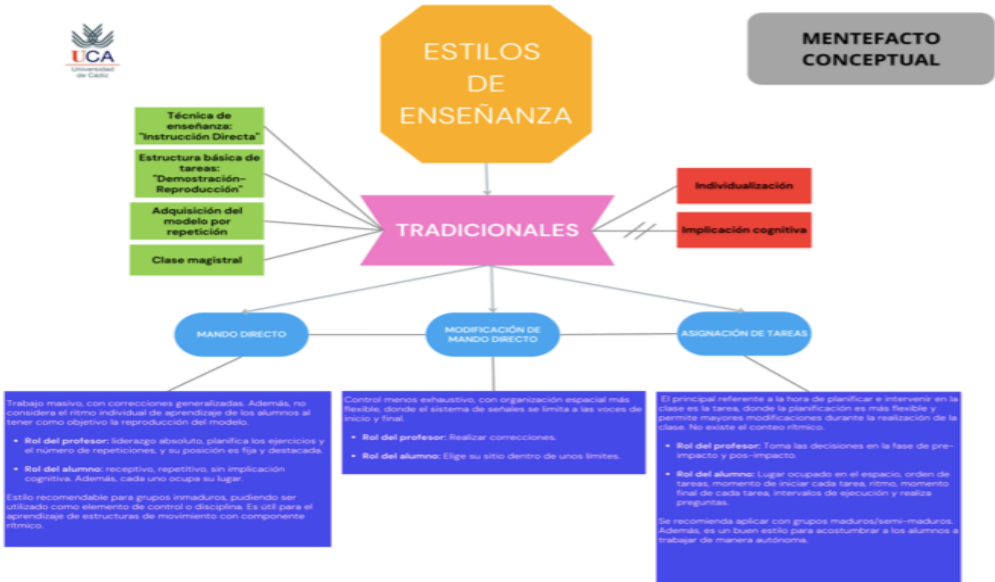 UCA
Universidad
de Cádiz
ESTILOS
DE
ENSEÑANZA
MENTEFACTO
CONCEPTUAL
Técnica de
enseñanza:
"Instrucción Directa"
Estructura básica de
tareas:
"Demostración-
Reproducción"
Adquisición del
modelo por
repetición
Clase magistral
TRADICIONALES
Individualización
Implicación cognitiva
MANDO DIRECTO
MODIFICACIÓN DE
MANDO DIRECTO
ASIGNACIÓN DE TAREAS
Trabajo masivo, con correcciones generalizadas. Además, no
considera el ritmo individual de aprendizaje de los alumnos al
tener como objetivo la reproducción del modelo.
• Rol del profesor: liderazgo absoluto, planifica los ejercicios y
el número de repeticiones, y su posición es fija y destacada.
• Rol del alumno: receptivo, repetitivo, sin implicación
cognitiva. Además, cada uno ocupa su lugar.
Estilo recomendable para grupos inmaduros, pudiendo ser
utilizado como elemento de control o disciplina. Es útil para el
aprendizaje de estructuras de movimiento con componente
rítmico.
Control menos exhaustivo, con organización espacial más
flexible, donde el sistema de señales se limita a las voces de
inicio y final.
• Rol del profesor: Realizar correcciones.
• Rol del alumno: Elige su sitio dentro de unos límites.
El principal referente a la hora de planificar e intervenir en la
clase es la tarea, donde la planificación es más flexible y
permite mayores modificaciones durante la realización de la
clase. No existe el conteo rítmico.
• Rol del profesor: Toma las decisiones en la fase de pre-
impacto y pos-impacto.
• Rol del alumno: Lugar ocupado en el espacio, orden de
tareas, momento de iniciar cada tarea, ritmo, momento
final de cada tarea, intervalos de ejecución y realiza
preguntas.
Se recomienda aplicar con grupos maduros/semi-maduros.
Además, es un buen estilo para acostumbrar a los alumnos a
trabajar de manera autónoma.